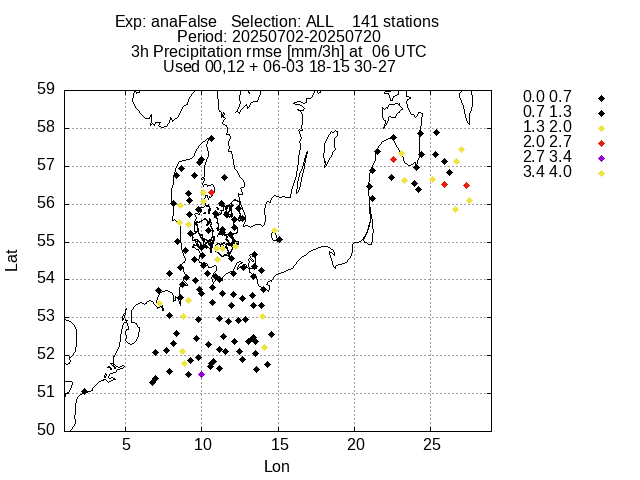 Exp: anaFalse Selection: ALL 141 stations
Period: 20250702-20250720
3h Precipitation rmse [mm/3h] at 06 UTC
Used 00,12 + 06-03 18-15 30-27
59
58
57
56
55
54
53
52
51
50
Lat
5 10 15 20 25
Lon
0.0 0.7
0.7 1.3
1.3 2.0
2.0 2.7
2.7 3.4
3.4 4.0